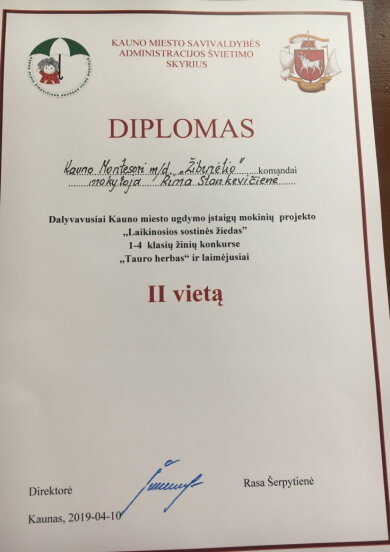 KAUNO MIESTO SAVIVALDYBĖS
ADMINISTRACIJOS ŠVIETIMO
SKYRIUS
DIPLOMAS
Kauno Montesori m/d „Žiburėlio" komandai
mokytoja Rima Stankevičienė
Dalyvavusiai Kauno miesto ugdymo įstaigų mokinių projekto
„Laikinosios sostinės žiedas"
1-4 klasių žinių konkurse
„Tauro herbas" ir laimėjusiai
II vietą
Direktorė
Rasa Šerpytienė
Kaunas, 2019-04-10